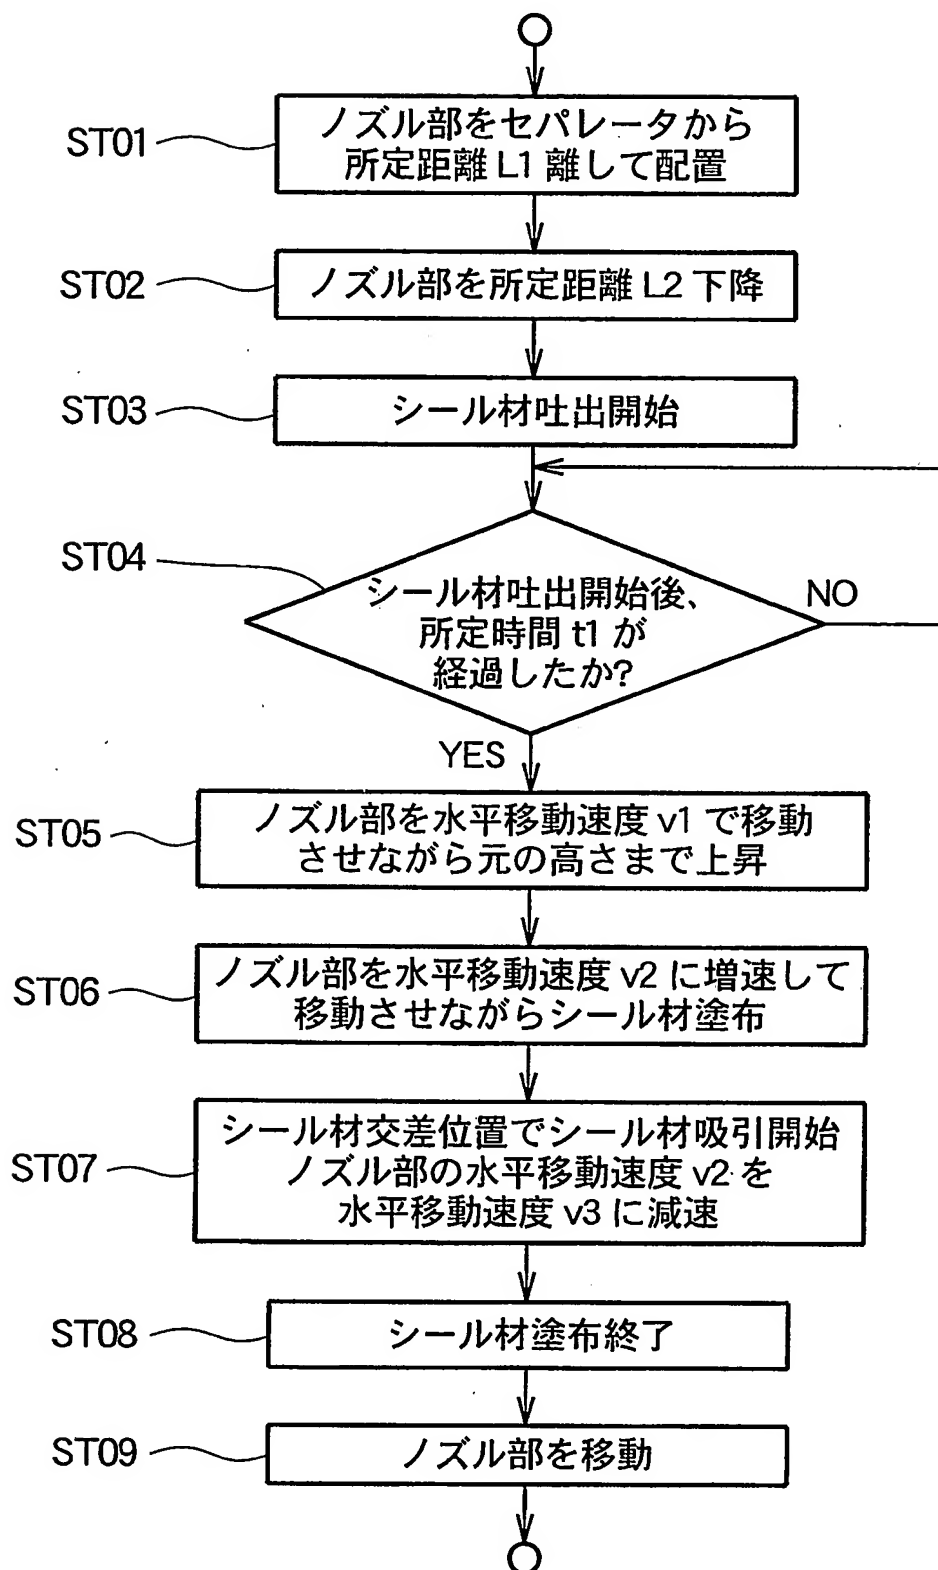 ST01
ノズル部をセパレータから
所定距離 L1 離して配置
ST02
ノズル部を所定距離 L2 下降
ST03
シール材吐出開始
ST04
シール材吐出開始後、
所定時間 t1 が
経過したか?
NO
YES
ST05
ノズル部を水平移動速度 v1 で移動
させながら元の高さまで上昇
ST06
ノズル部を水平移動速度 v2 に増速して
移動させながらシール材塗布
ST07
シール材交差位置でシール材吸引開始
ノズル部の水平移動速度 v2 を
水平移動速度 v3 に減速
ST08
シール材塗布終了
ST09
ノズル部を移動